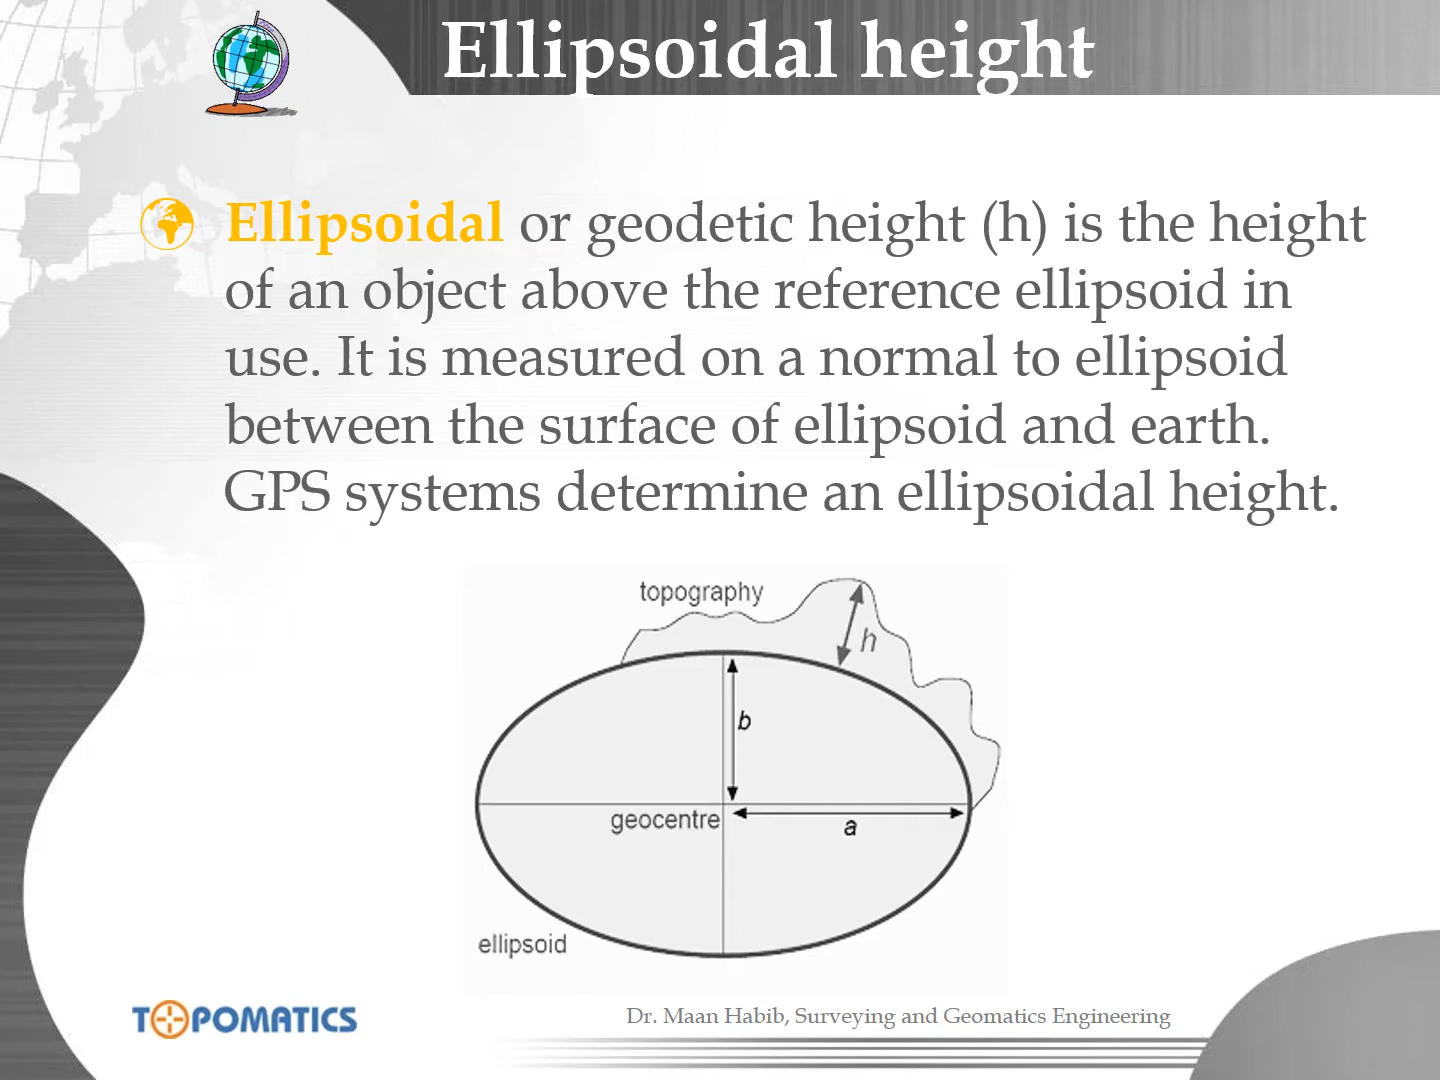 Ellipsoidal height
Ellipsoidal or geodetic height (h) is the height
of an object above the reference ellipsoid in
use. It is measured on a normal to ellipsoid
between the surface of ellipsoid and earth.
GPS systems determine an ellipsoidal height.
topography
h
b
geocentre
a
ellipsoid
TOPOMATICS
Dr. Maan Habib, Surveying and Geomatics Engineering